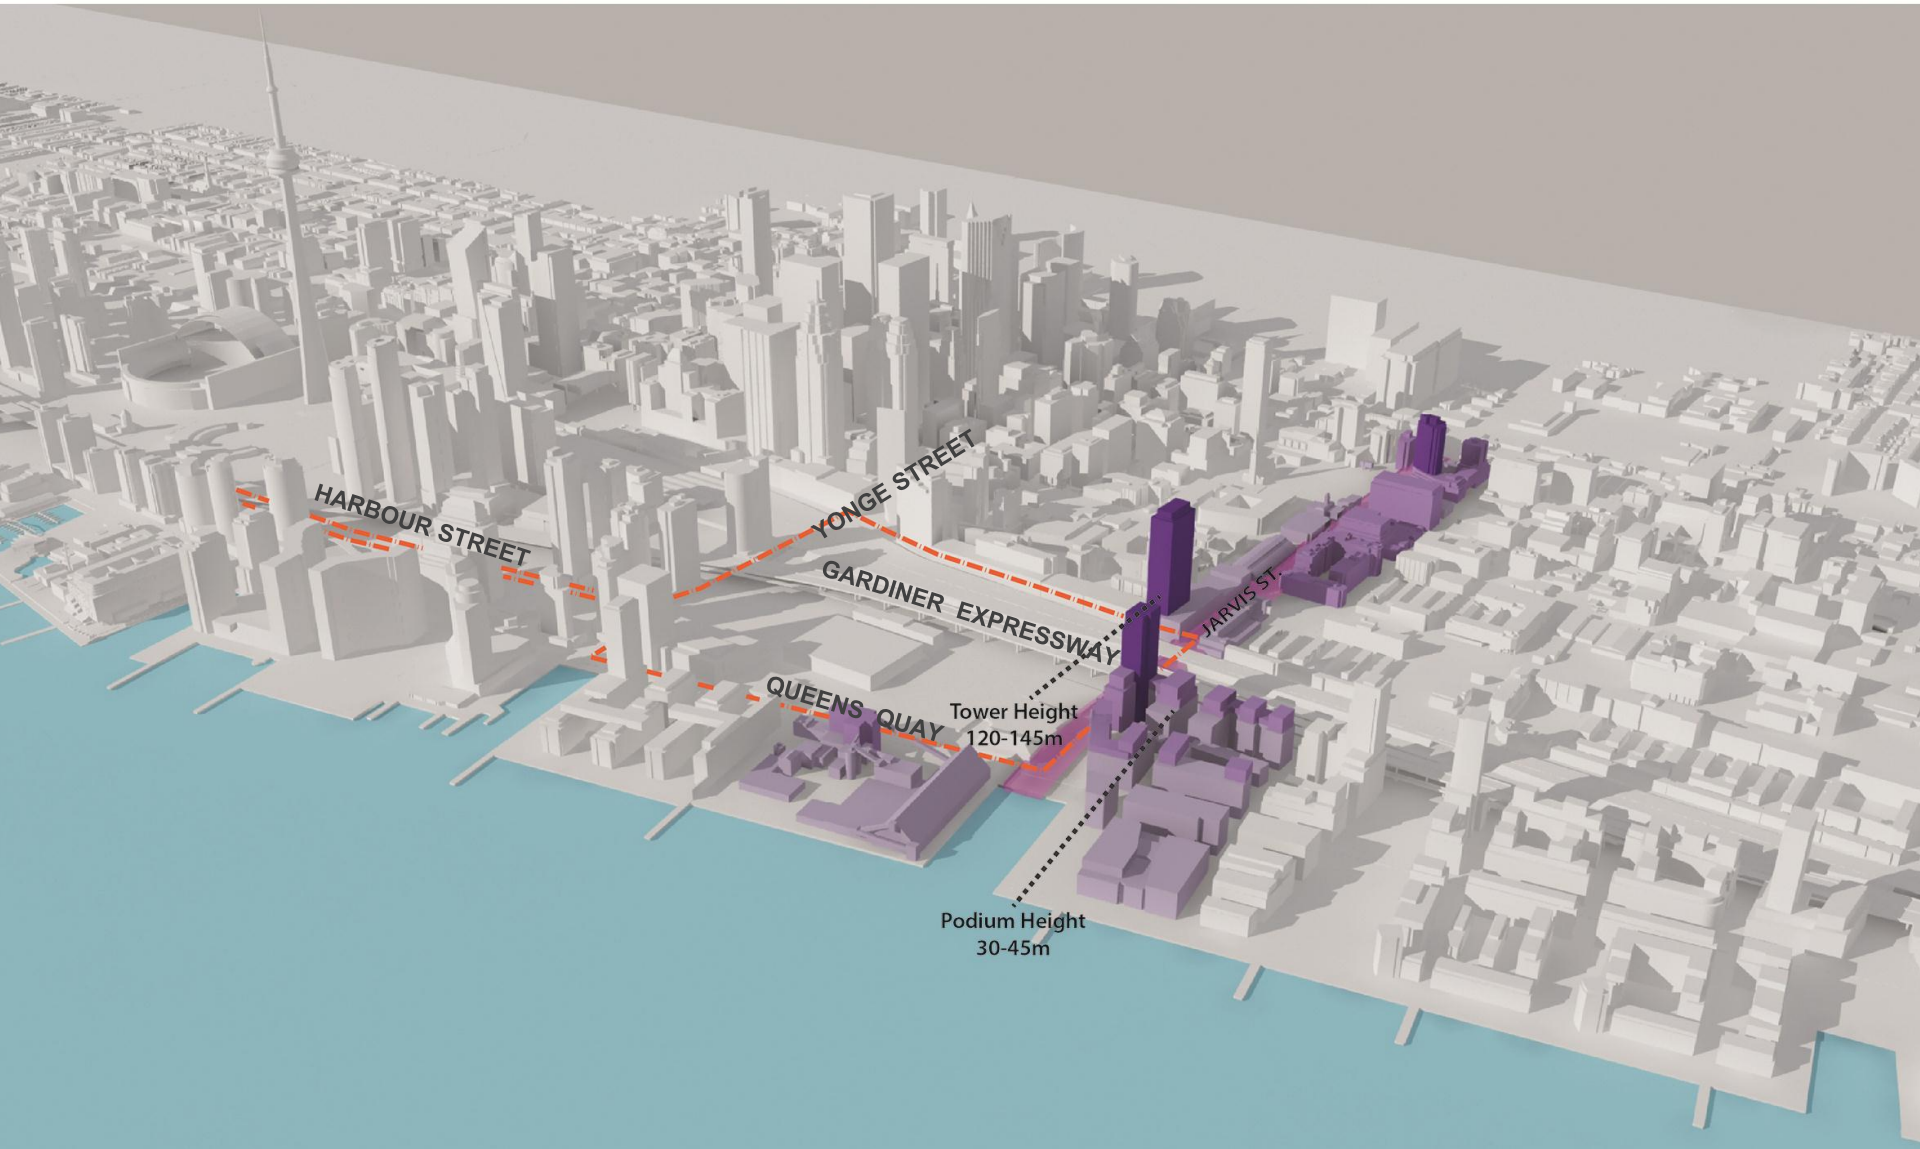 YONGE STREET
HARBOUR STREET
GARDINER EXPRESSWAY
JARVIS ST.
QUEENS QUAY
Tower Height
120-145m
Podium Height
30-45m